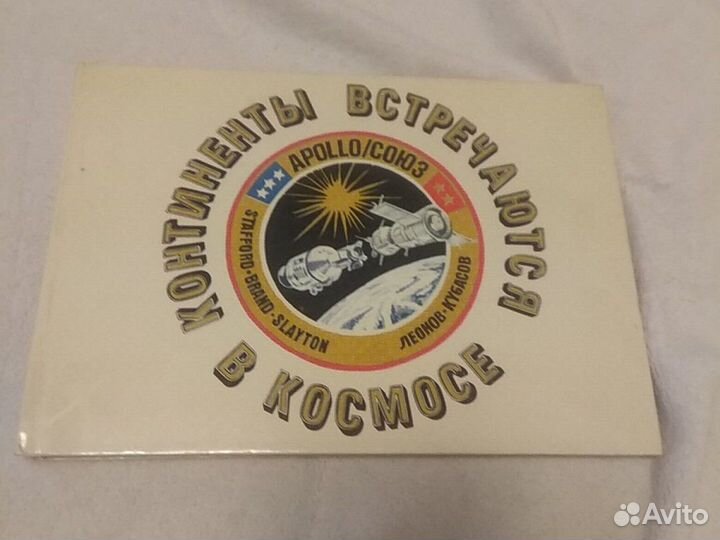 КОНТИНЕНТЫ ВСТРЕЧАЮТСЯ
В КОСМОСЕ
APOLLO/СОЮЗ
STAFFORD·BRAND·SLAYTON
ЛЕОНОВ·КУБАСОВ
Avito